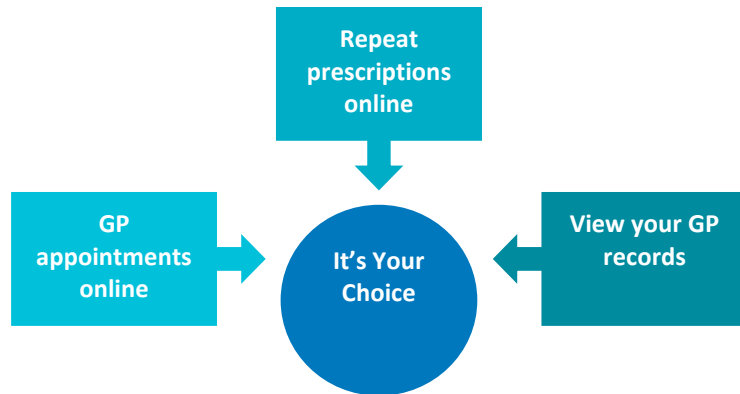 Repeat
prescriptions
online
GP
appointments
online
It’s Your
Choice
View your GP
records